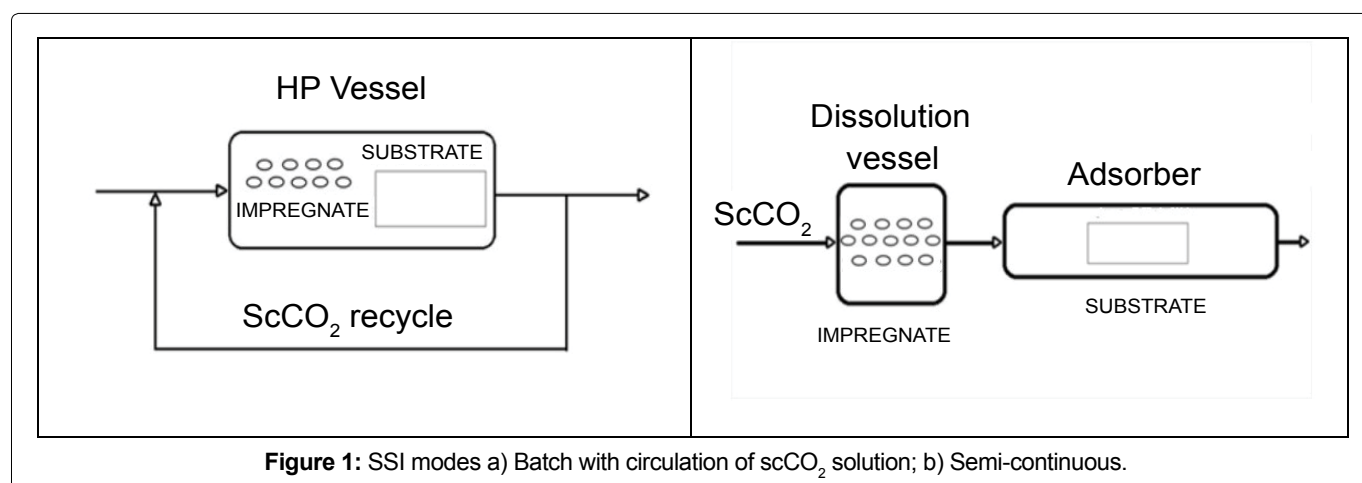 HP Vessel
SUBSTRATE
IMPREGNATE
ScCO₂ recycle
Dissolution
vessel
Adsorber
ScCO₂
IMPREGNATE
SUBSTRATE
Figure 1: SSI modes a) Batch with circulation of scCO₂ solution; b) Semi-continuous.